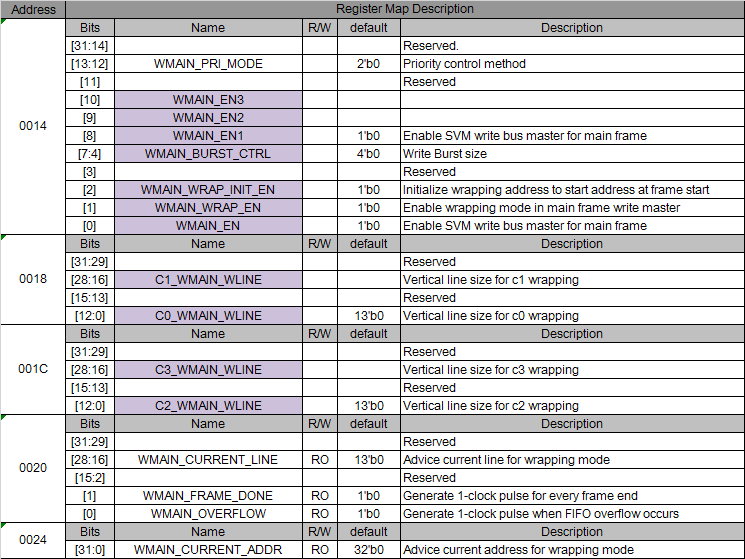 Address Register Map Description
0014
Bits Name R/W default Description
[31:14] Reserved.
[13:12] WMAIN_PRI_MODE 2'b0 Priority control method
[11] Reserved
[10] WMAIN_EN3
[9] WMAIN_EN2
[8] WMAIN_EN1 1'b0 Enable SVM write bus master for main frame
[7:4] WMAIN_BURST_CTRL 4'b0 Write Burst size
[3] Reserved
[2] WMAIN_WRAP_INIT_EN 1'b0 Initialize wrapping address to start address at frame start
[1] WMAIN_WRAP_EN 1'b0 Enable wrapping mode in main frame write master
[0] WMAIN_EN 1'b0 Enable SVM write bus master for main frame
0018
Bits Name R/W default Description
[31:29] Reserved
[28:16] C1_WMAIN_WLINE Vertical line size for c1 wrapping
[15:13] Reserved
[12:0] C0_WMAIN_WLINE 13'b0 Vertical line size for c0 wrapping
001C
Bits Name R/W default Description
[31:29] Reserved
[28:16] C3_WMAIN_WLINE Vertical line size for c3 wrapping
[15:13] Reserved
[12:0] C2_WMAIN_WLINE 13'b0 Vertical line size for c2 wrapping
0020
Bits Name R/W default Description
[31:29] Reserved
[28:16] WMAIN_CURRENT_LINE RO 13'b0 Advice current line for wrapping mode
[15:2] Reserved
[1] WMAIN_FRAME_DONE RO 1'b0 Generate 1-clock pulse for every frame end
[0] WMAIN_OVERFLOW RO 1'b0 Generate 1-clock pulse when FIFO overflow occurs
0024
Bits Name R/W default Description
[31:0] WMAIN_CURRENT_ADDR RO 32'b0 Advice current address for wrapping mode